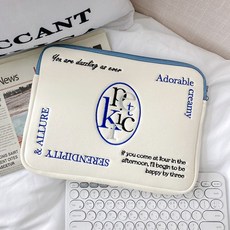 CCANT
News
You are dazzling as ever
Adorable creamy
& ALLURE
SERENDIPITY
if you come at four in the
afternoon, I'll begin to be
happy by three